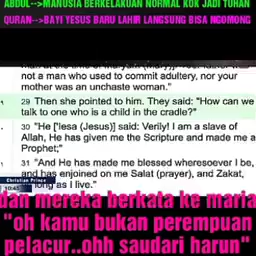 ABDUL-->MANUSIA BERKELAKUAN NORMAL KOK JADI TUHAN
QURAN-->BAYI YESUS BARU LAHIR LANGSUNG BISA NGOMONG
not a man who used to commit adultery, nor your
mother was an unchaste woman."
29 Then she pointed to him. They said: "How can we
talk to one who is a child in the cradle?"
30 "He ['Iesa (Jesus)] said: Verily! I am a slave of
Allah, He has given me the Scripture and made me a
Prophet;"
31 "And He has made me blessed wheresoever I be,
and has enjoined on me Salat (prayer), and Zakat,
long as I live."
Christian Prince
10:45
dan mereka berkata ke maria
"oh kamu bukan perempuan
pelacur..ohh saudari harun"